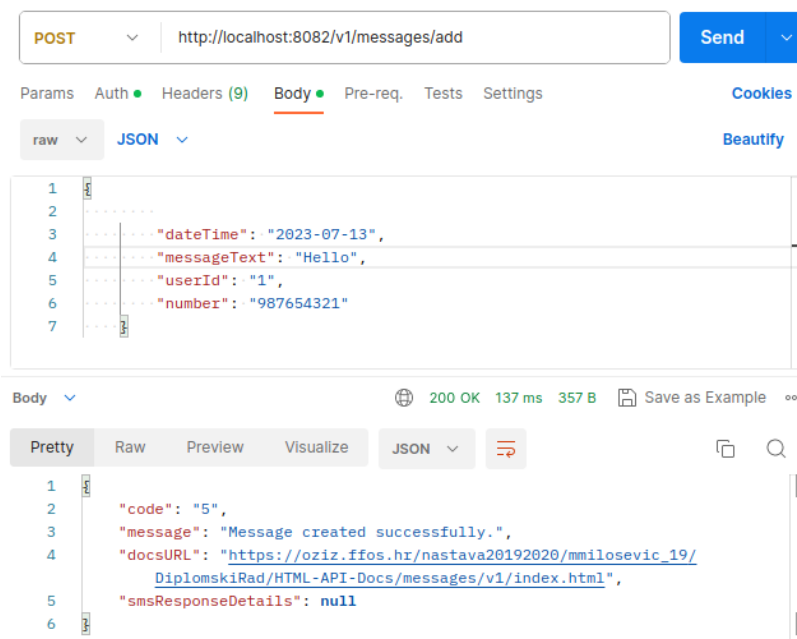 POST http://localhost:8082/v1/messages/add Send
Params Auth Headers (9) Body Pre-req. Tests Settings Cookies
raw JSON Beautify
1 {
2
3 "dateTime": "2023-07-13",
4 "messageText": "Hello",
5 "userId": "1",
6 "number": "987654321"
7 }
Body 200 OK 137 ms 357 B Save as Example
Pretty Raw Preview Visualize JSON
1 {
2 "code": "5",
3 "message": "Message created successfully.",
4 "docsURL": "https://oziz.ffos.hr/nastava20192020/mmilosevic_19/
DiplomskiRad/HTML-API-Docs/messages/v1/index.html",
5 "smsResponseDetails": null
6 }